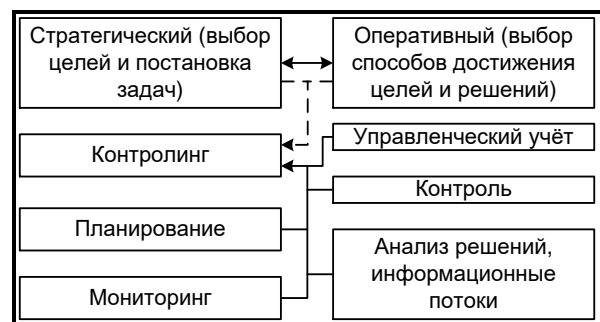 Стратегический (выбор
целей и постановка
задач)
Оперативный (выбор
способов достижения
целей и решений)
Контролинг
Управленческий учёт
Контроль
Планирование
Анализ решений,
информационные
потоки
Мониторинг